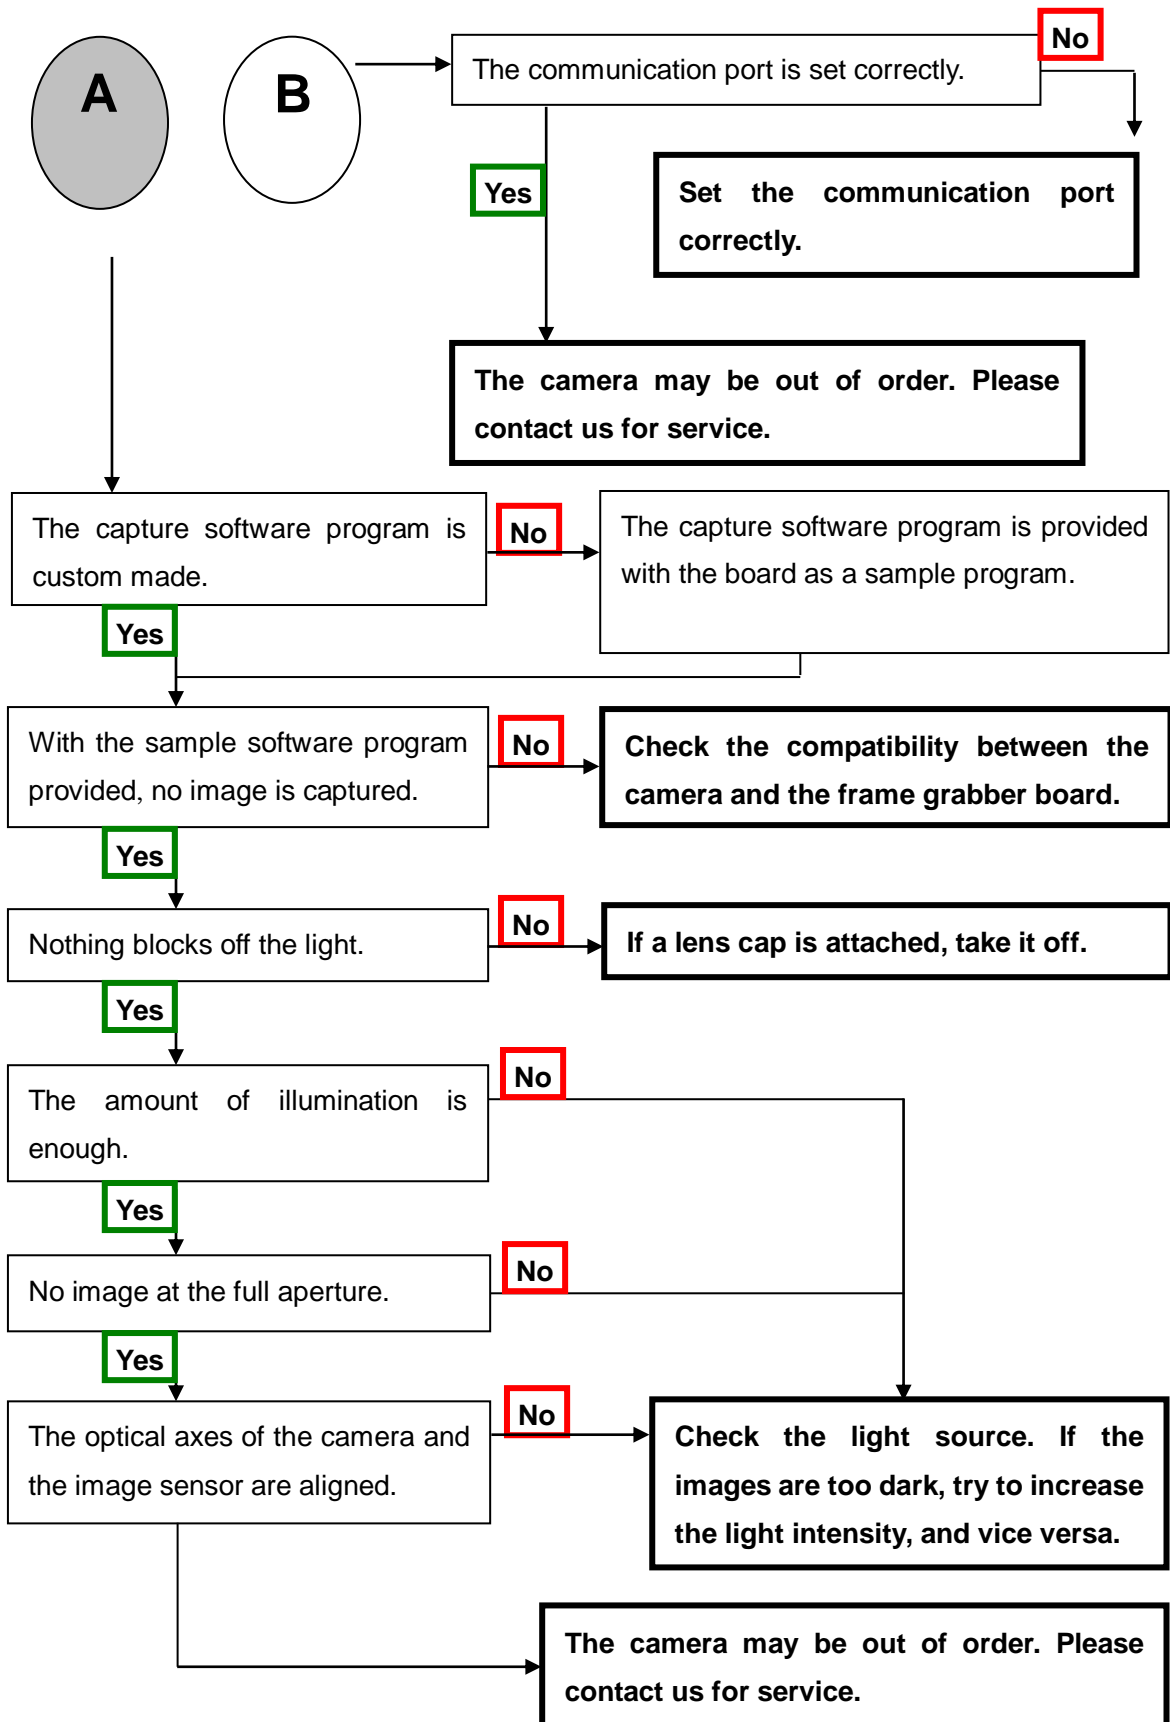 A
B
The communication port is set correctly.
No
Yes
Set the communication port
correctly.
The camera may be out of order. Please
contact us for service.
The capture software program is
custom made.
No
The capture software program is provided
with the board as a sample program.
Yes
With the sample software program
provided, no image is captured.
No
Check the compatibility between the
camera and the frame grabber board.
Yes
Nothing blocks off the light.
No
If a lens cap is attached, take it off.
Yes
The amount of illumination is
enough.
No
Yes
No image at the full aperture.
No
Yes
The optical axes of the camera and
the image sensor are aligned.
No
Check the light source. If the
images are too dark, try to increase
the light intensity, and vice versa.
The camera may be out of order. Please
contact us for service.